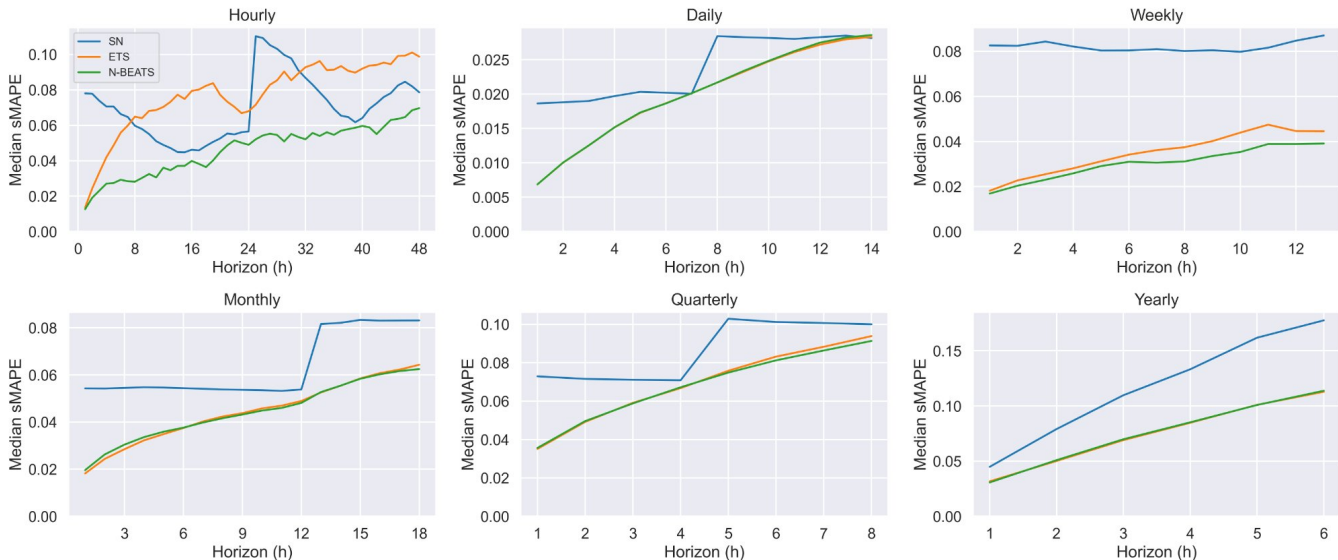 Hourly
Median sMAPE
0.10
0.08
0.06
0.04
0.02
0.00
SN
ETS
N-BEATS
0 8 16 24 32 40 48
Horizon (h)
Daily
Median sMAPE
0.025
0.020
0.015
0.010
0.005
0.000
2 4 6 8 10 12 14
Horizon (h)
Weekly
Median sMAPE
0.08
0.06
0.04
0.02
0.00
2 4 6 8 10 12
Horizon (h)
Monthly
Median sMAPE
0.08
0.06
0.04
0.02
0.00
3 6 9 12 15 18
Horizon (h)
Quarterly
Median sMAPE
0.10
0.08
0.06
0.04
0.02
0.00
1 2 3 4 5 6 7 8
Horizon (h)
Yearly
Median sMAPE
0.15
0.10
0.05
0.00
1 2 3 4 5 6
Horizon (h)